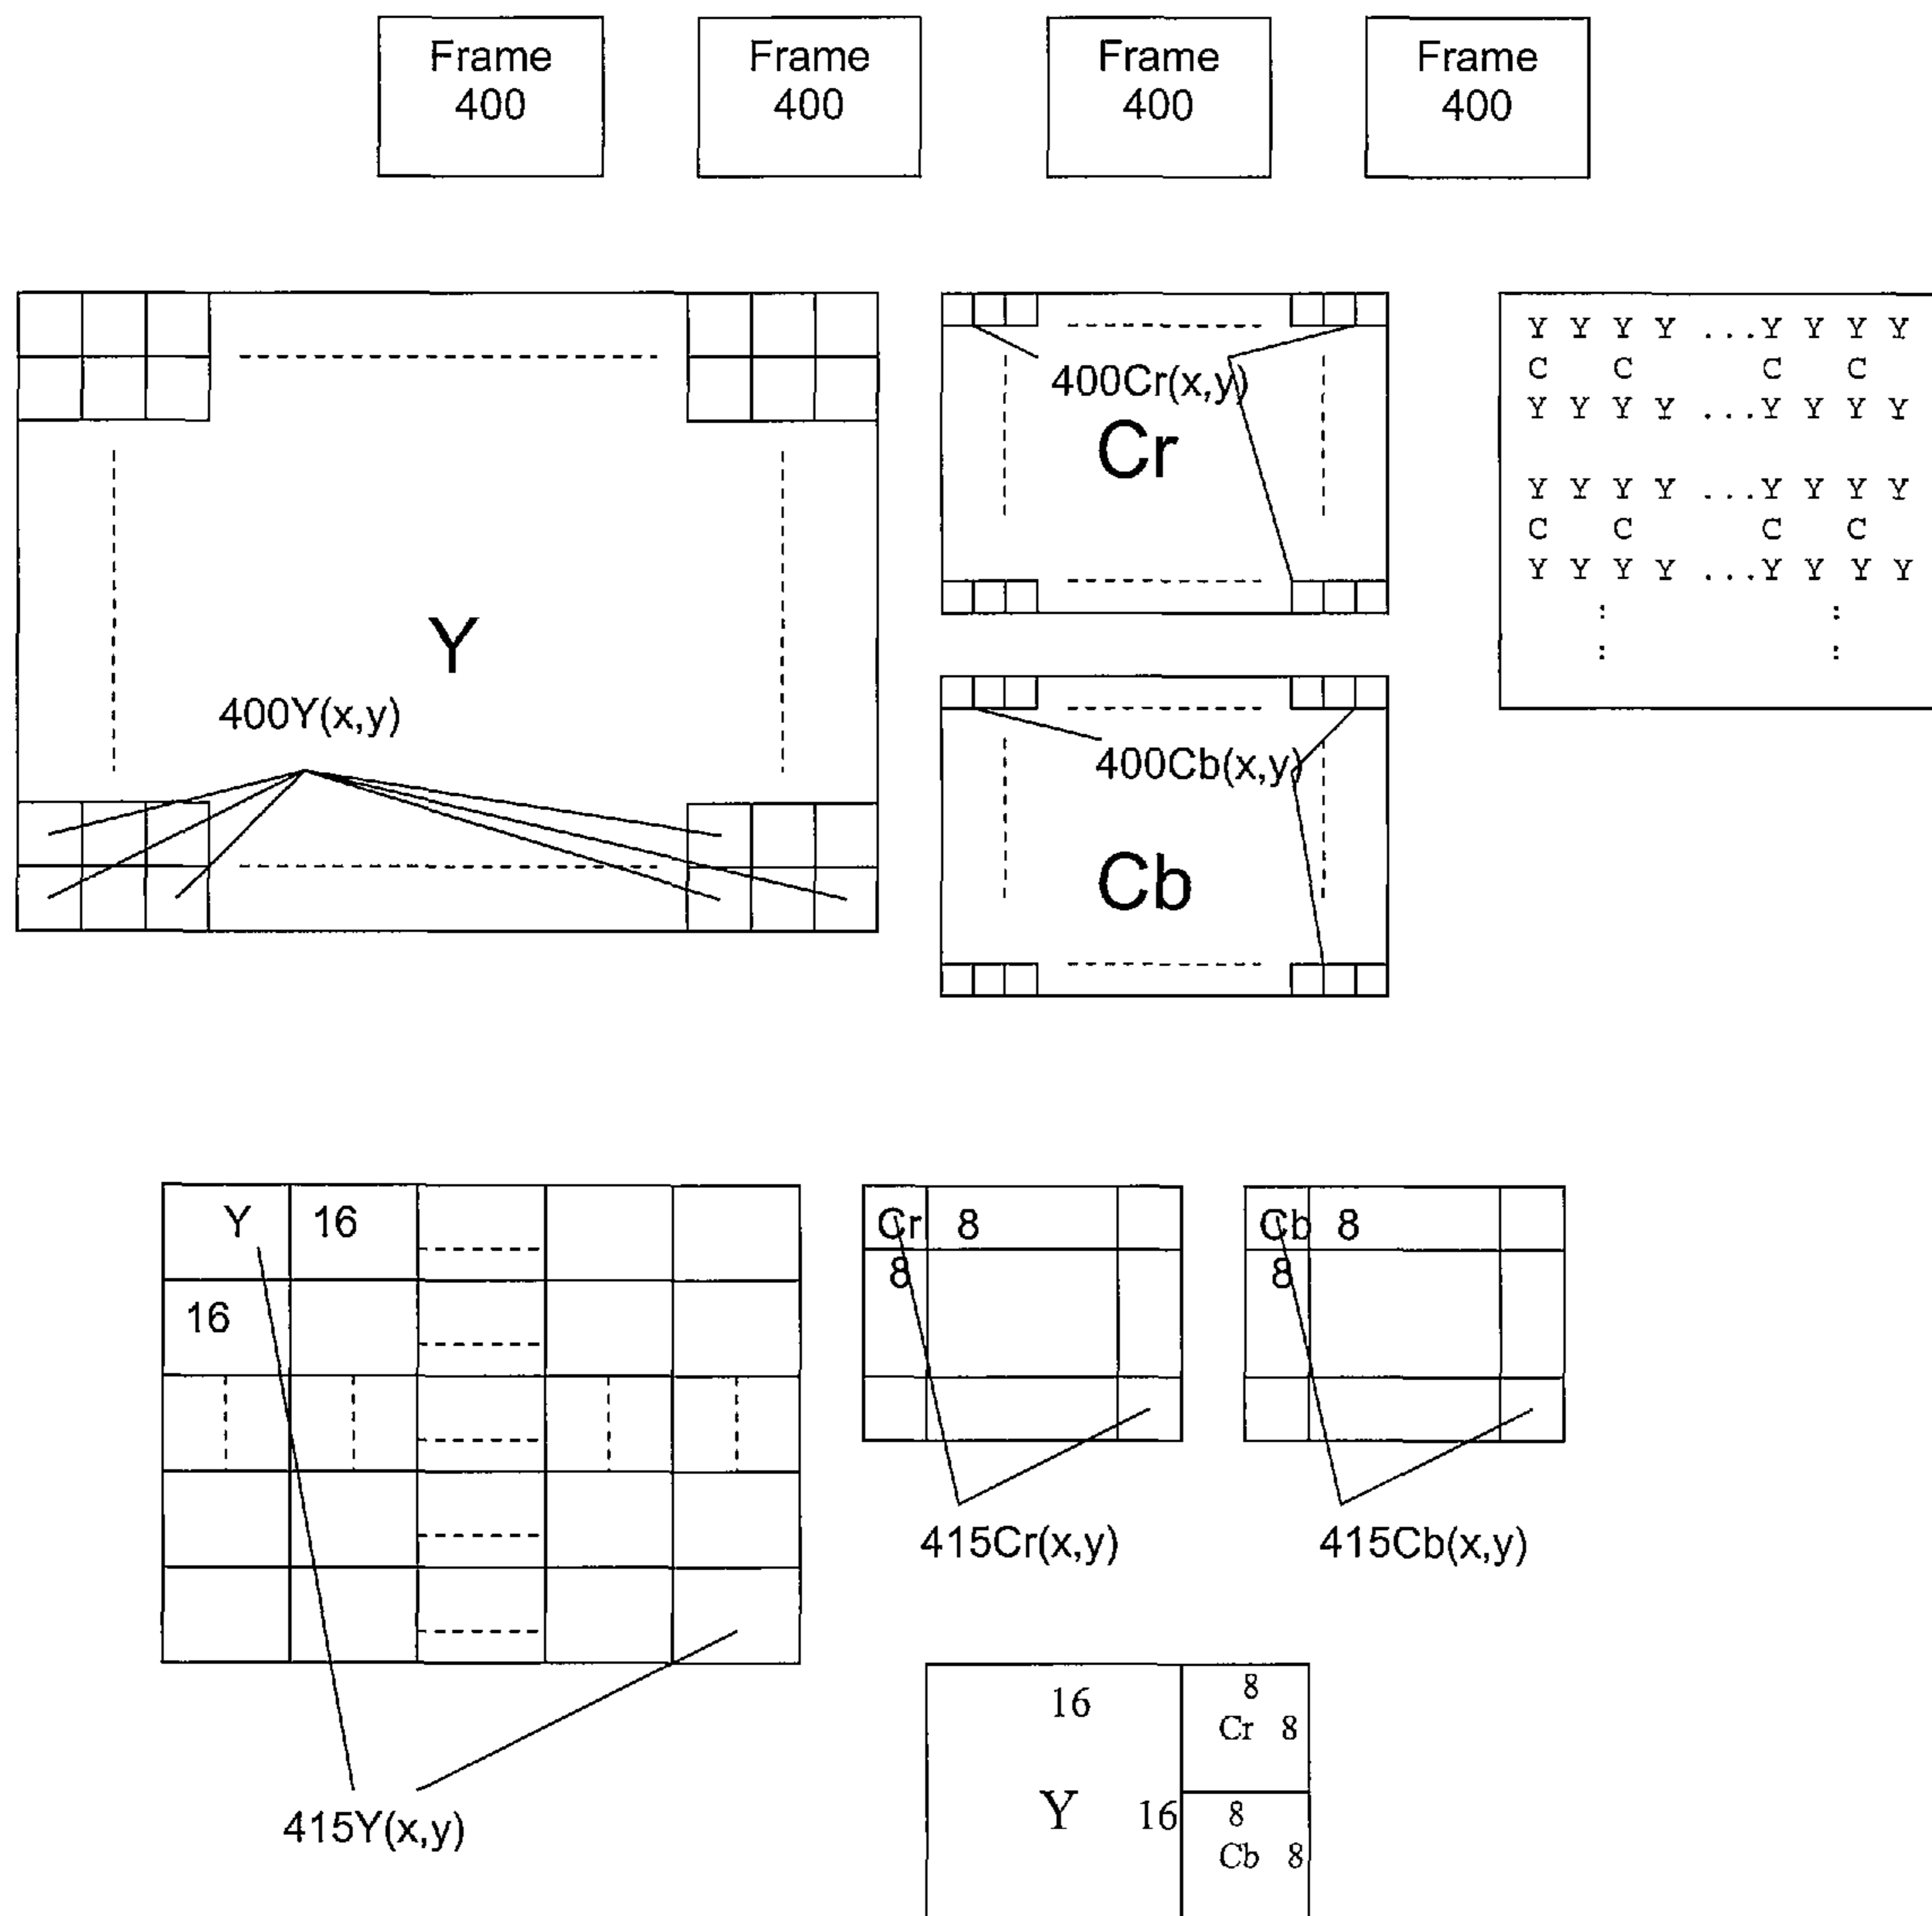 Frame Frame Frame Frame
400 400 400 400
Y Y Y Y ...Y Y Y Y
C C C C
Y Y Y Y ...Y Y Y Y
Y Y Y Y ...Y Y Y Y
C C C C
Y Y Y Y ...Y Y Y Y
: :
: :
400Cr(x,y)
Cr
Y
400Y(x,y)
400Cb(x,y)
Cb
Y 16
16
Cr 8
8
Cb 8
8
415Cr(x,y) 415Cb(x,y)
415Y(x,y)
16
Y 16
8
Cr 8
8
Cb 8